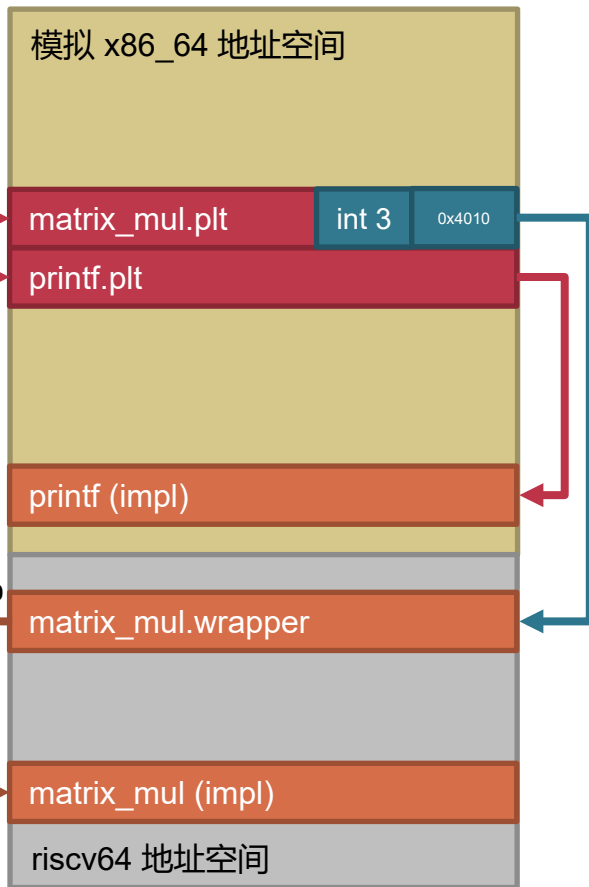 模拟 x86_64 地址空间
matrix_mul.plt int 3 0x4010
printf.plt
printf (impl)
matrix_mul.wrapper
matrix_mul (impl)
riscv64 地址空间